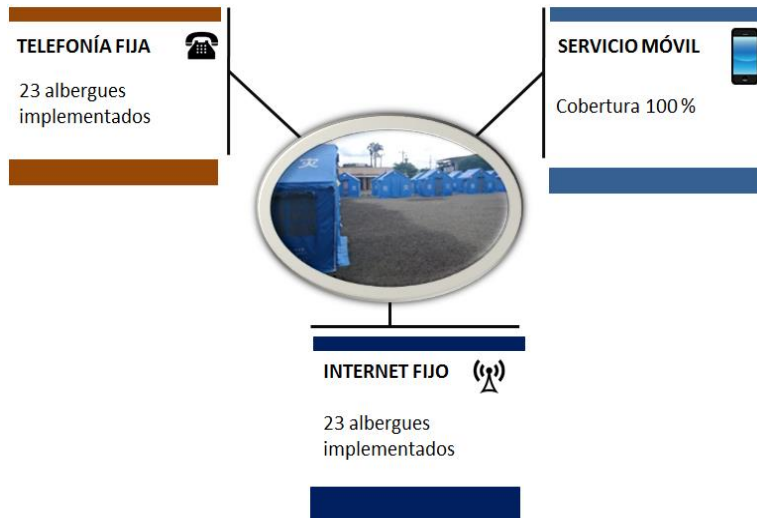 TELEFONÍA FIJA
23 albergues
implementados
SERVICIO MÓVIL
Cobertura 100 %
INTERNET FIJO
23 albergues
implementados